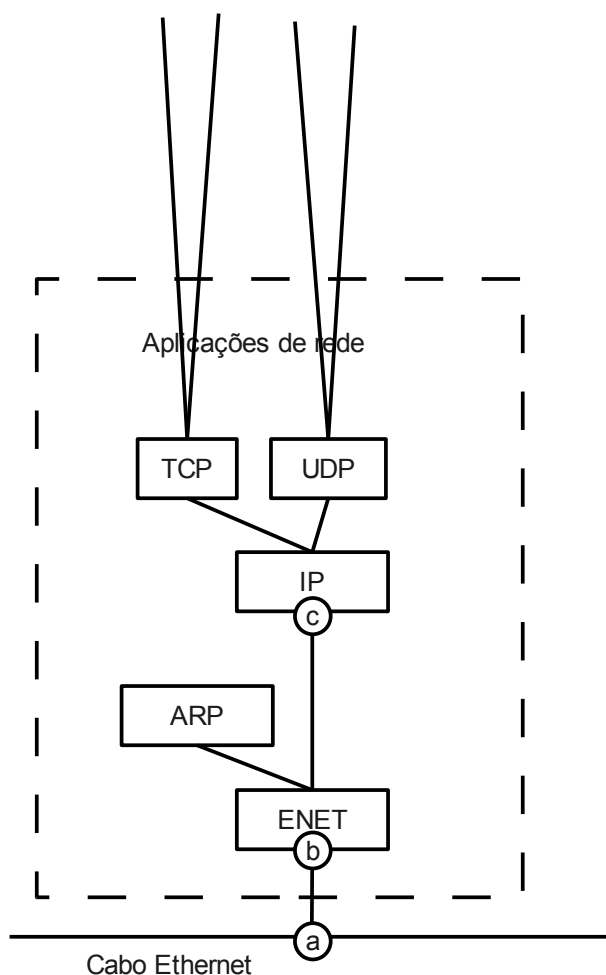 Aplicações de rede
TCP
UDP
IP
c
ARP
ENET
b
a
Cabo Ethernet